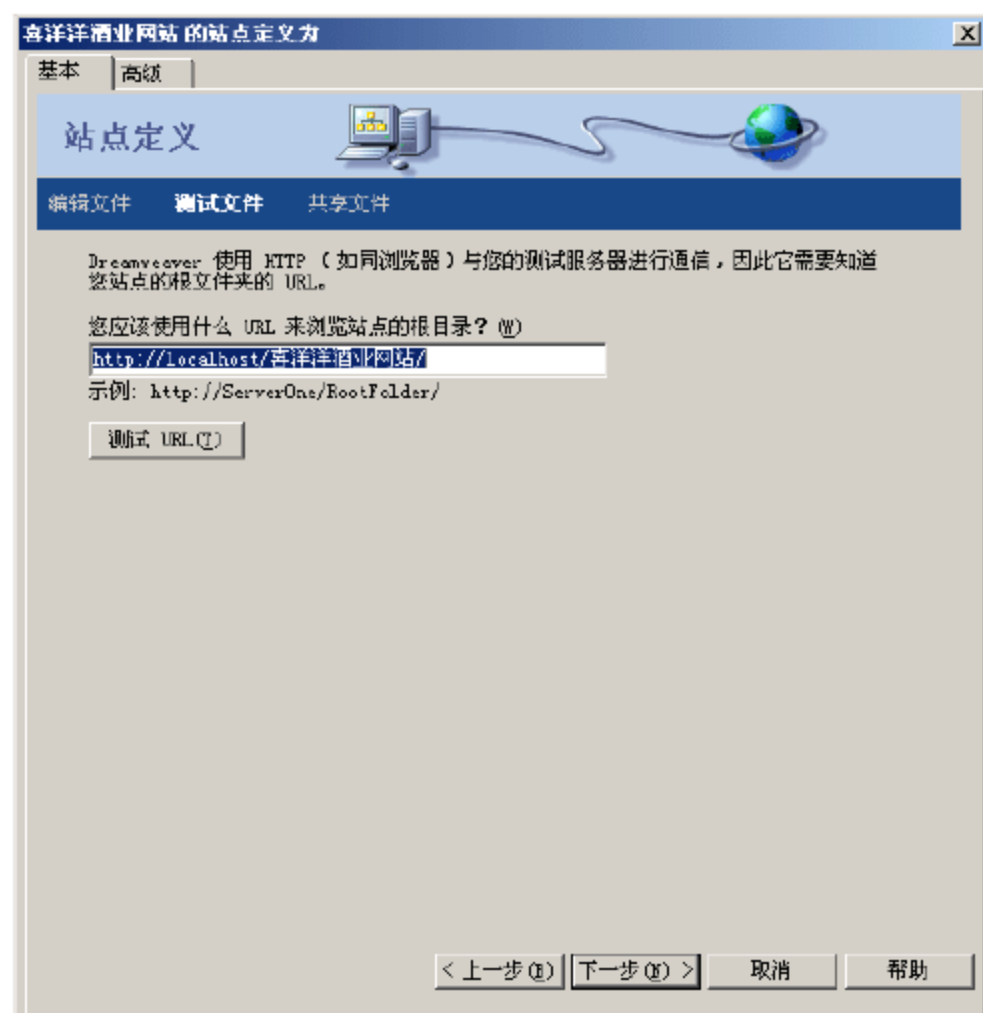 喜洋洋酒业网站 的站点定义为
基本 高级
站点定义
编辑文件 测试文件 共享文件
Dreamweaver 使用 HTTP (如同浏览器)与您的测试服务器进行通信，因此它需要知道
您站点的根文件夹的 URL。
您应该使用什么 URL 来浏览站点的根目录? (W)
http://localhost/喜洋洋酒业网站/
示例: http://ServerOne/RootFolder/
测试 URL(T)
< 上一步(B) 下一步(N) > 取消 帮助